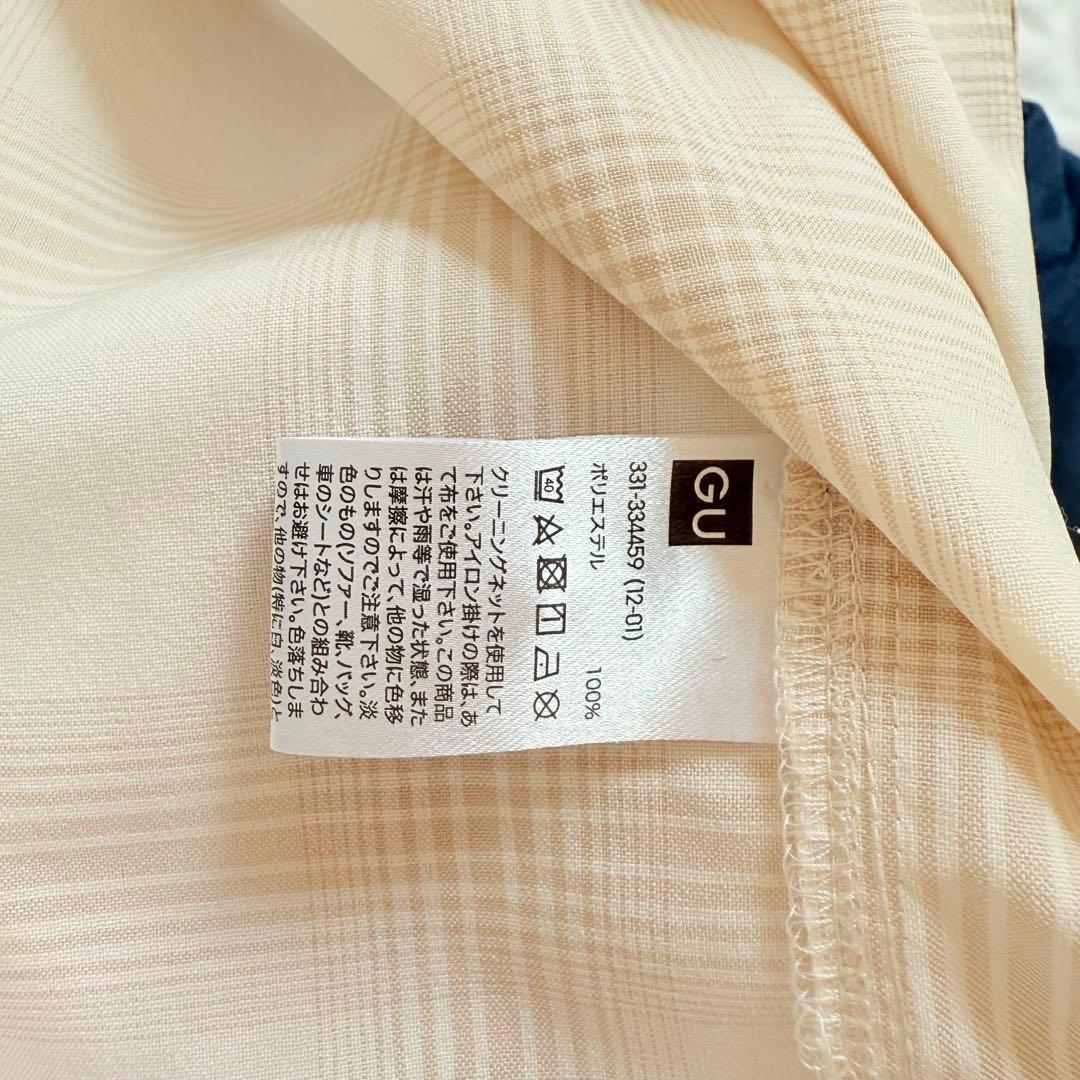 GU
331-334459 (12-01)
ポリエステル 100%
40
クリーニングネットを使用して
下さい。アイロン掛けの際は、あ
て布をご使用下さい。この商品
は汗や雨等で湿った状態、また
は摩擦によって、他の物に色移
りしますのでご注意下さい。淡
色のもの(ソファー、靴、バッグ、
車のシートなど)との組み合わ
せはお避け下さい。色落ちしま
すので、他の物(特に白、淡色)と